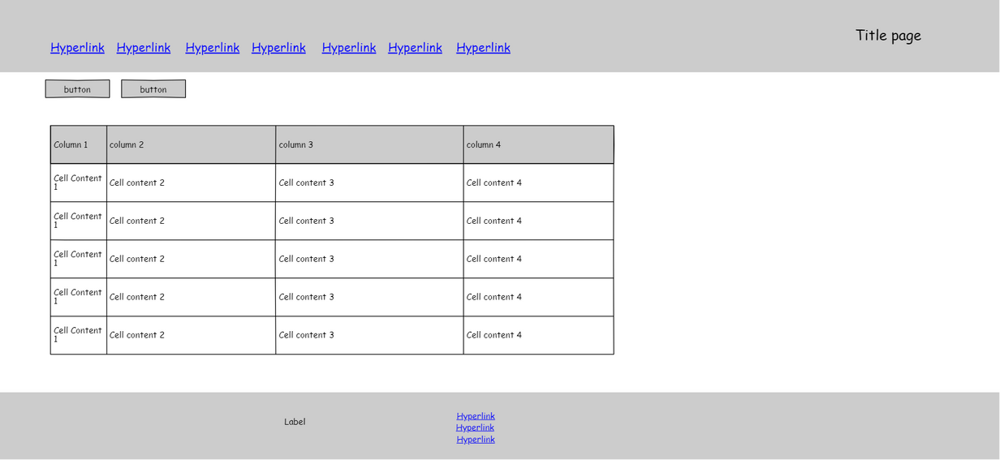 Title page
Hyperlink Hyperlink Hyperlink Hyperlink Hyperlink Hyperlink Hyperlink
button button
Column 1 column 2 column 3 column 4
Cell Content
1
Cell content 2 Cell content 3 Cell content 4
Cell Content
1
Cell content 2 Cell content 3 Cell content 4
Cell Content
1
Cell content 2 Cell content 3 Cell content 4
Cell Content
1
Cell content 2 Cell content 3 Cell content 4
Cell Content
1
Cell content 2 Cell content 3 Cell content 4
Label
Hyperlink
Hyperlink
Hyperlink